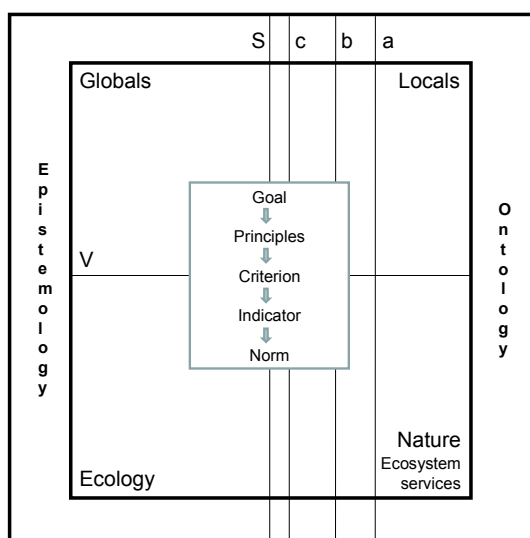 S c b a
Globals Locals
Epistemology
Ontology
Goal
Principles
V
Criterion
Indicator
Norm
Nature
Ecosystem
services
Ecology